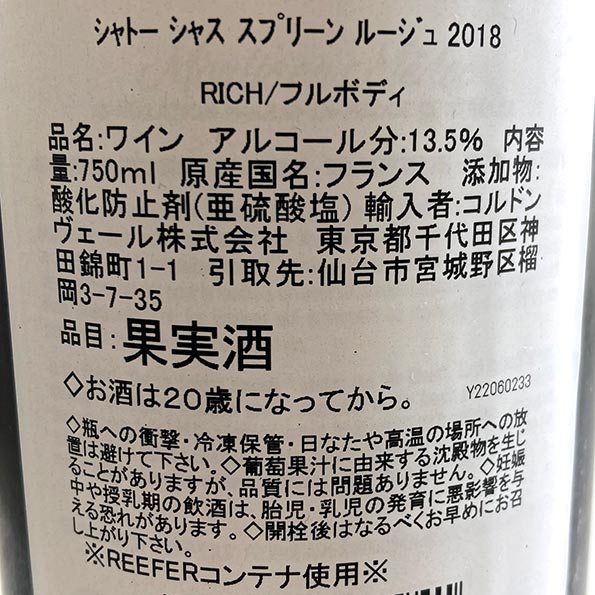 シャトー シャス スプリーン ルージュ 2018
RICH/フルボディ
品名:ワイン アルコール分:13.5% 内容
量:750ml 原産国名:フランス 添加物:
酸化防止剤(亜硫酸塩) 輸入者:コルドン
ヴェール株式会社 東京都千代田区神
田錦町1-1 引取先:仙台市宮城野区榴
岡3-7-35
品目:果実酒
◇お酒は20歳になってから。 Y22060233
◇瓶への衝撃・冷凍保管・日なたや高温の場所への放
置は避けて下さい。◇葡萄果汁に由来する沈殿物を生じ
ることがありますが、品質には問題ありません。◇妊娠
中や授乳期の飲酒は、胎児・乳児の発育に悪影響を与
える恐れがあります。◇開栓後はなるべくお早めにお召
し上がり下さい。
※REEFERコンテナ使用※